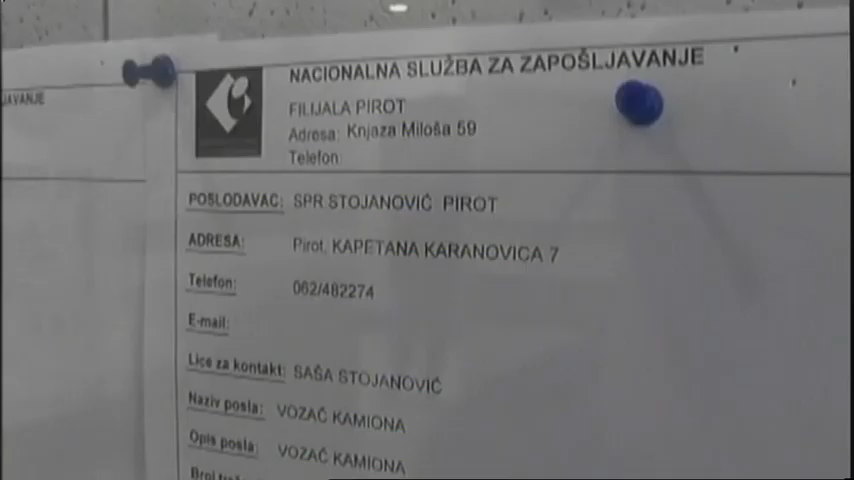 JAVANJE
NACIONALNA SLUŽBA ZA ZAPOŠLJAVANJE
FILIJALA PIROT
Adresa: Knjaza Miloša 59
Telefon:
POSLODAVAC: SPR STOJANOVIĆ PIROT
ADRESA: Pirot, KAPETANA KARANOVICA 7
Telefon: 062/482274
E-mail:
Lice za kontakt: SAŠA STOJANOVIĆ
Naziv posla: VOZAČ KAMIONA
Opis posla: VOZAČ KAMIONA
Broj